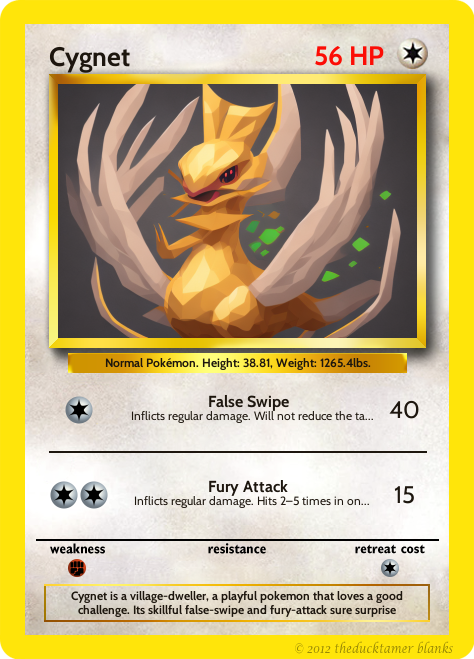 Cygnet 56 HP
Normal Pokémon. Height: 38.81, Weight: 1265.4lbs.
False Swipe
Inflicts regular damage. Will not reduce the ta... 40
Fury Attack
Inflicts regular damage. Hits 2–5 times in on... 15
weakness resistance retreat cost
Cygnet is a village-dweller, a playful pokemon that loves a good
challenge. Its skillful false-swipe and fury-attack sure surprise
© 2012 theducktamer blanks